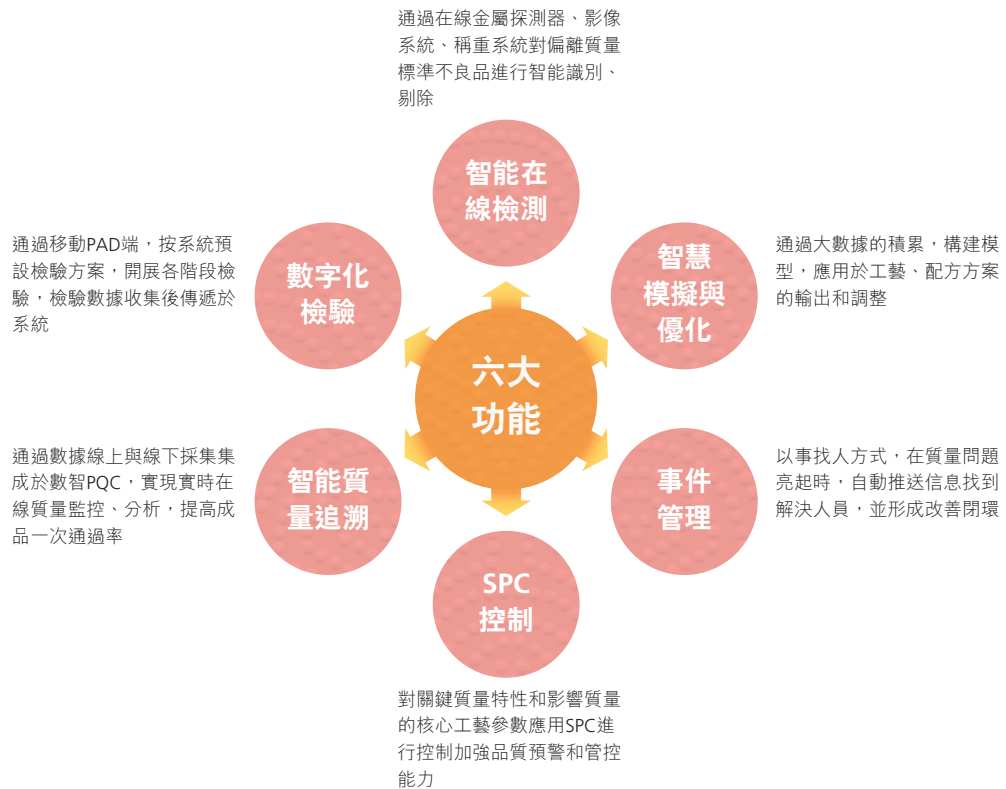 通過在線金屬探測器、影像
系統、稱重系統對偏離質量
標準不良品進行智能識別、
剔除
智能在
線檢測
通過移動PAD端，按系統預
設檢驗方案，開展各階段檢
驗，檢驗數據收集後傳遞於
系統
數字化
檢驗
智慧
模擬與
優化
通過大數據的積累，構建模
型，應用於工藝、配方方案
的輸出和調整
六大
功能
通過數據線上與線下採集集
成於數智PQC，實現實時在
線質量監控、分析，提高成
品一次通過率
智能質
量追溯
事件
管理
以事找人方式，在質量問題
亮起時，自動推送信息找到
解決人員，並形成改善閉環
SPC
控制
對關鍵質量特性和影響質量
的核心工藝參數應用SPC進
行控制加強品質預警和管控
能力